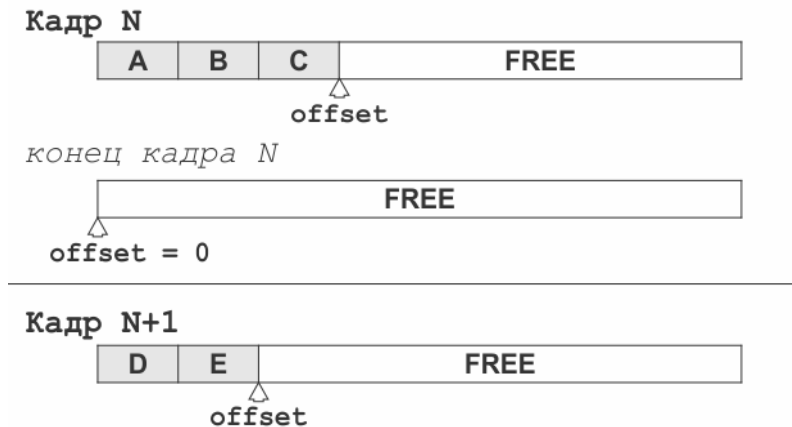 Кадр N
A B C FREE
offset
конец кадра N
FREE
offset = 0
Кадр N+1
D E FREE
offset